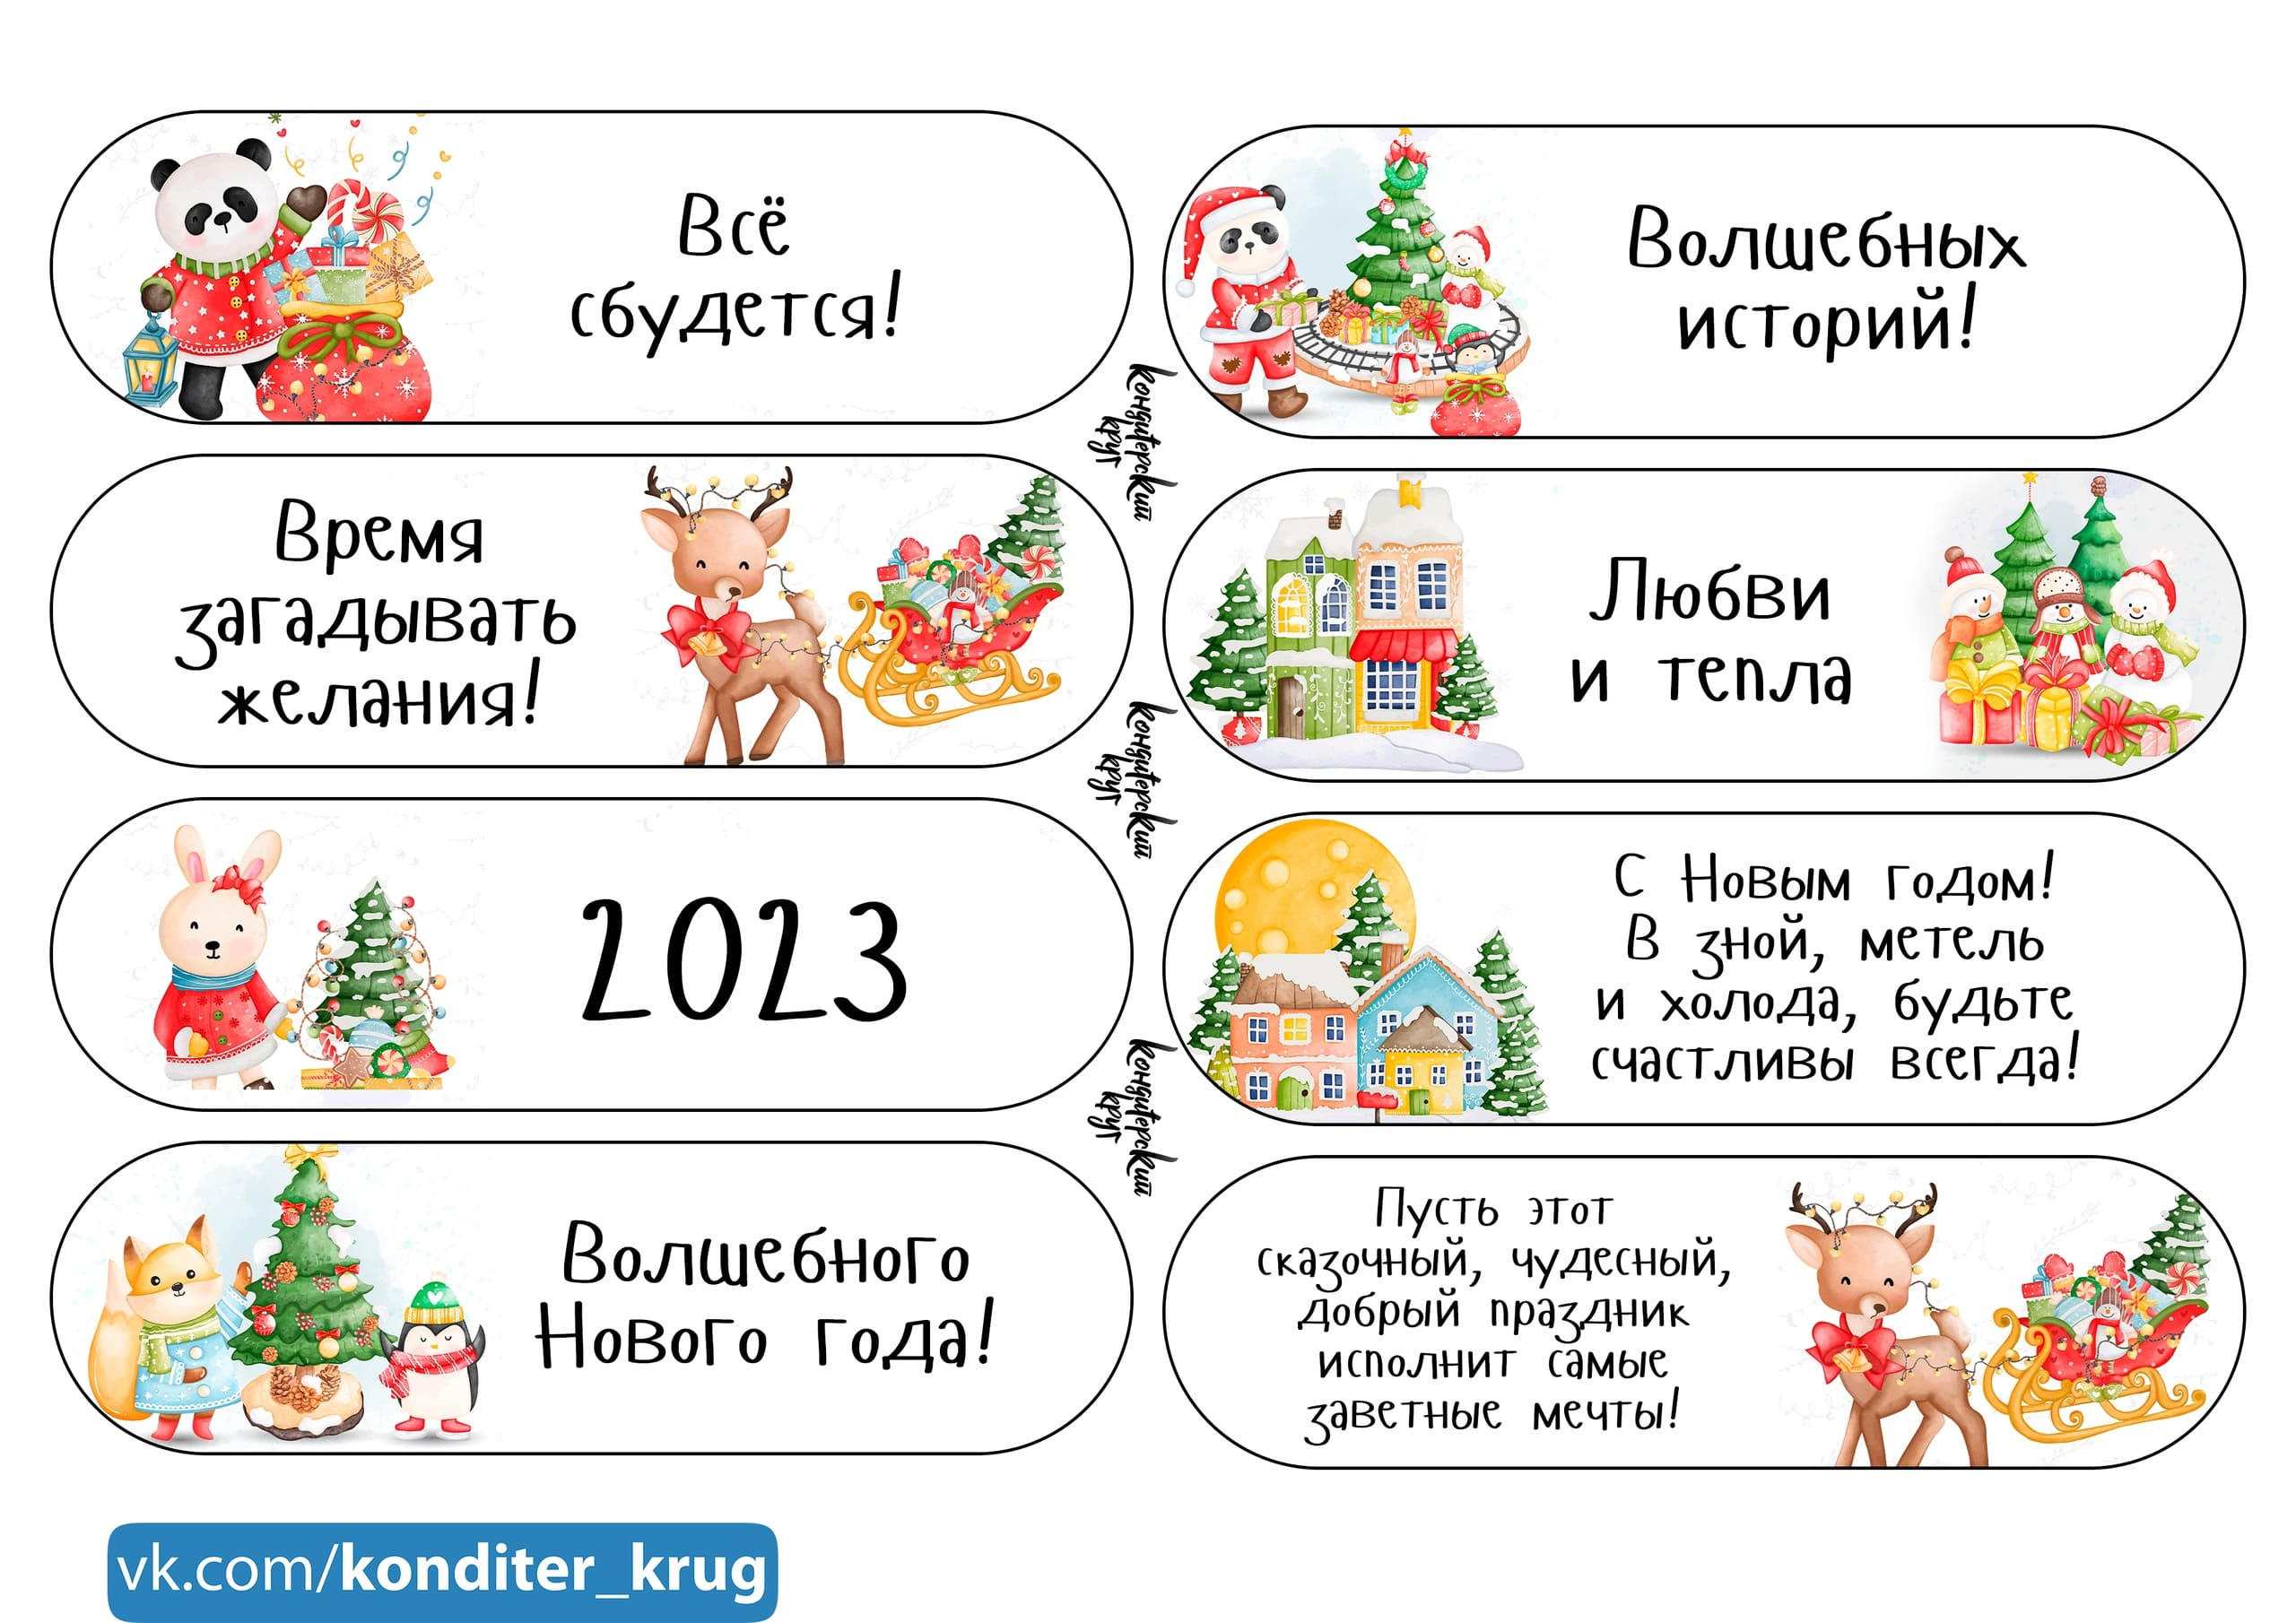 Всё
сбудется!
Волшебных
историй!
Время
загадывать
желания!
Любви
и тепла
2023
С Новым годом!
В зной, метель
и холода, будьте
счастливы всегда!
Волшебного
Нового года!
Пусть этот
сказочный, чудесный,
добрый праздник
исполнит самые
заветные мечты!
Кондитерский
круг
Кондитерский
круг
Кондитерский
круг
vk.com/konditer_krug